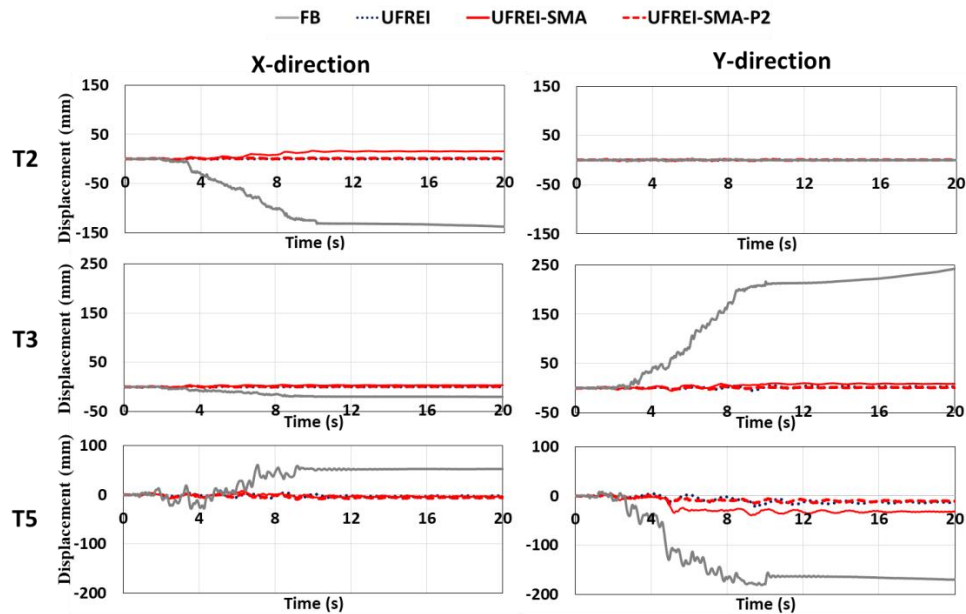 FB UFREI UFREI-SMA UFREI-SMA-P2
X-direction Y-direction
T2
Displacement (mm)
150
50
-50
-150
0 4 8 12 16 20
Time (s)
150
50
-50
-150
0 4 8 12 16 20
Time (s)
T3
Displacement (mm)
250
150
50
-50
0 4 8 12 16 20
Time (s)
250
150
50
-50
0 4 8 12 16 20
Time (s)
T5
Displacement (mm)
100
0
-100
-200
0 4 8 12 16 20
Time (s)
100
0
-100
-200
0 4 8 12 16 20
Time (s)